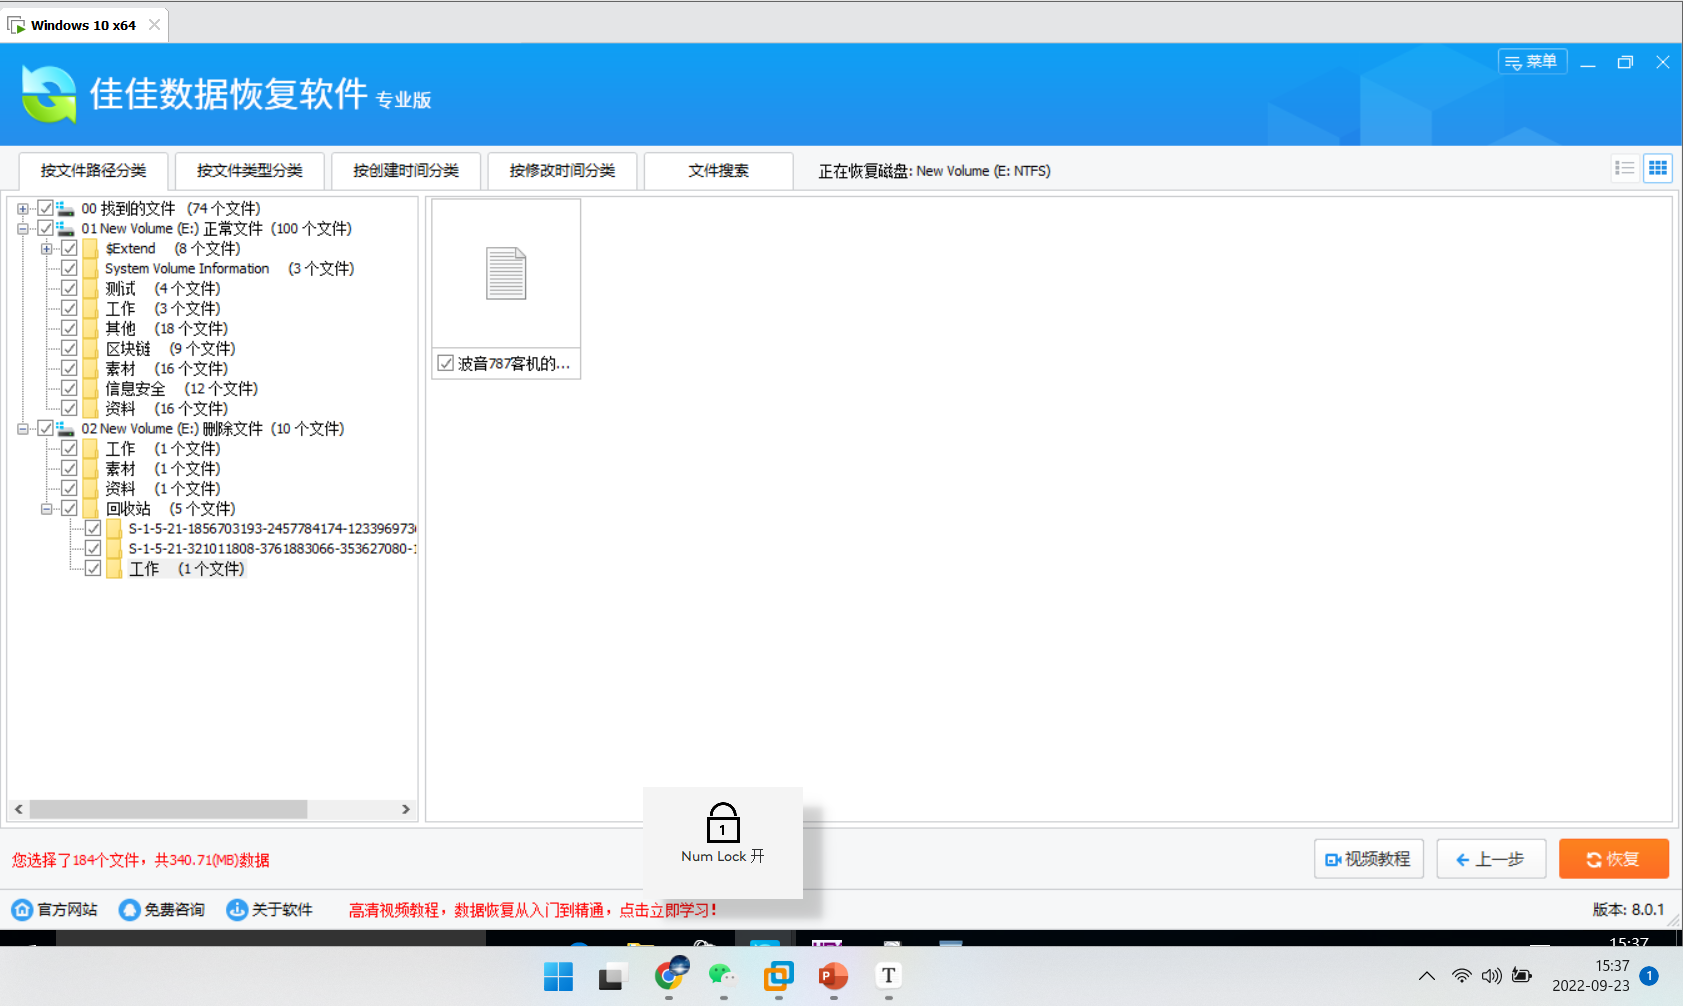 Windows 10 x64
佳佳数据恢复软件 专业版
菜单
按文件路径分类
按文件类型分类
按创建时间分类
按修改时间分类
文件搜索
正在恢复磁盘: New Volume (E: NTFS)
00 找到的文件 (74 个文件)
01 New Volume (E:) 正常文件 (100 个文件)
$Extend (8 个文件)
System Volume Information (3 个文件)
测试 (4 个文件)
工作 (3 个文件)
其他 (18 个文件)
区块链 (9 个文件)
素材 (16 个文件)
信息安全 (12 个文件)
资料 (16 个文件)
02 New Volume (E:) 删除文件 (10 个文件)
工作 (1 个文件)
素材 (1 个文件)
资料 (1 个文件)
回收站 (5 个文件)
S-1-5-21-1856703193-2457784174-123396973
S-1-5-21-321011808-3761883066-353627080-
工作 (1 个文件)
波音787客机的...
1
Num Lock 开
您选择了184个文件，共340.71(MB)数据
视频教程
上一步
恢复
官方网站
免费咨询
关于软件
高清视频教程，数据恢复从入门到精通，点击立即学习！
版本: 8.0.1
15:37
P
T
15:37
2022-09-23
1